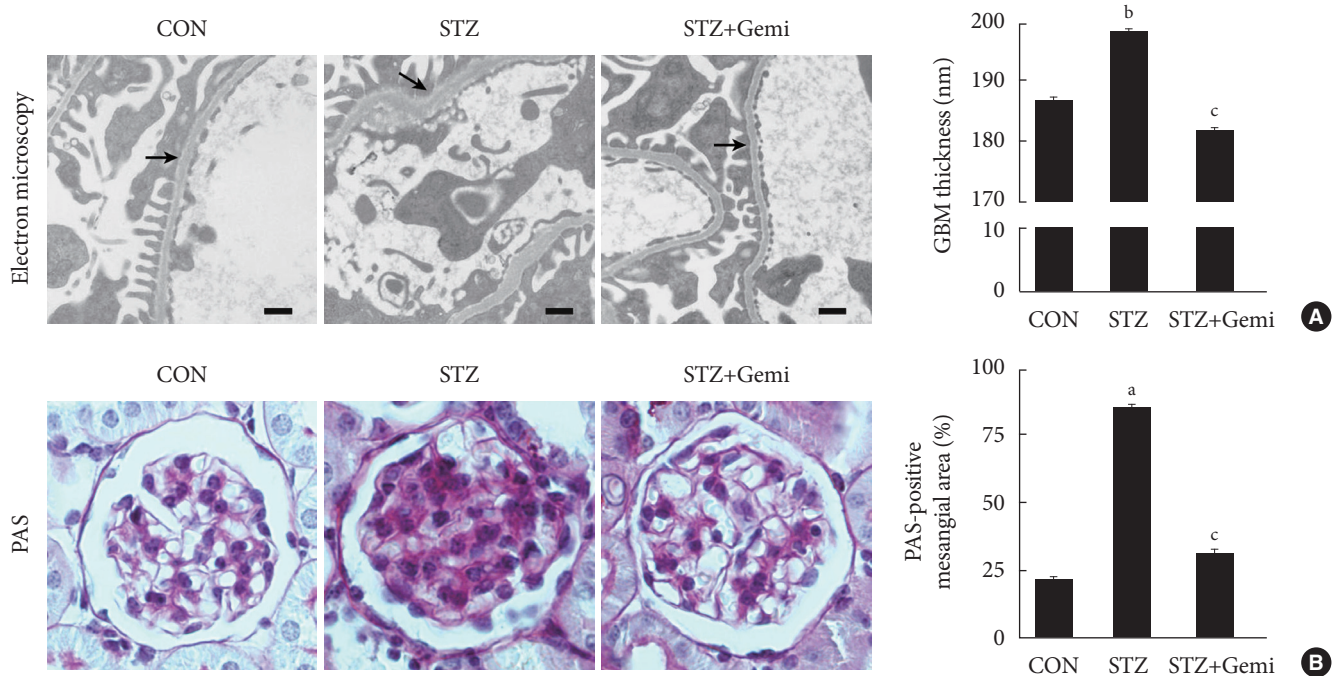 CON
STZ
STZ+Gemi
Electron microscopy
GBM thickness (nm)
200
190
180
170
10
0
b
c
CON
STZ
STZ+Gemi
A
CON
STZ
STZ+Gemi
PAS
PAS-positive
mesangial area (%)
100
75
50
25
0
a
c
CON
STZ
STZ+Gemi
B